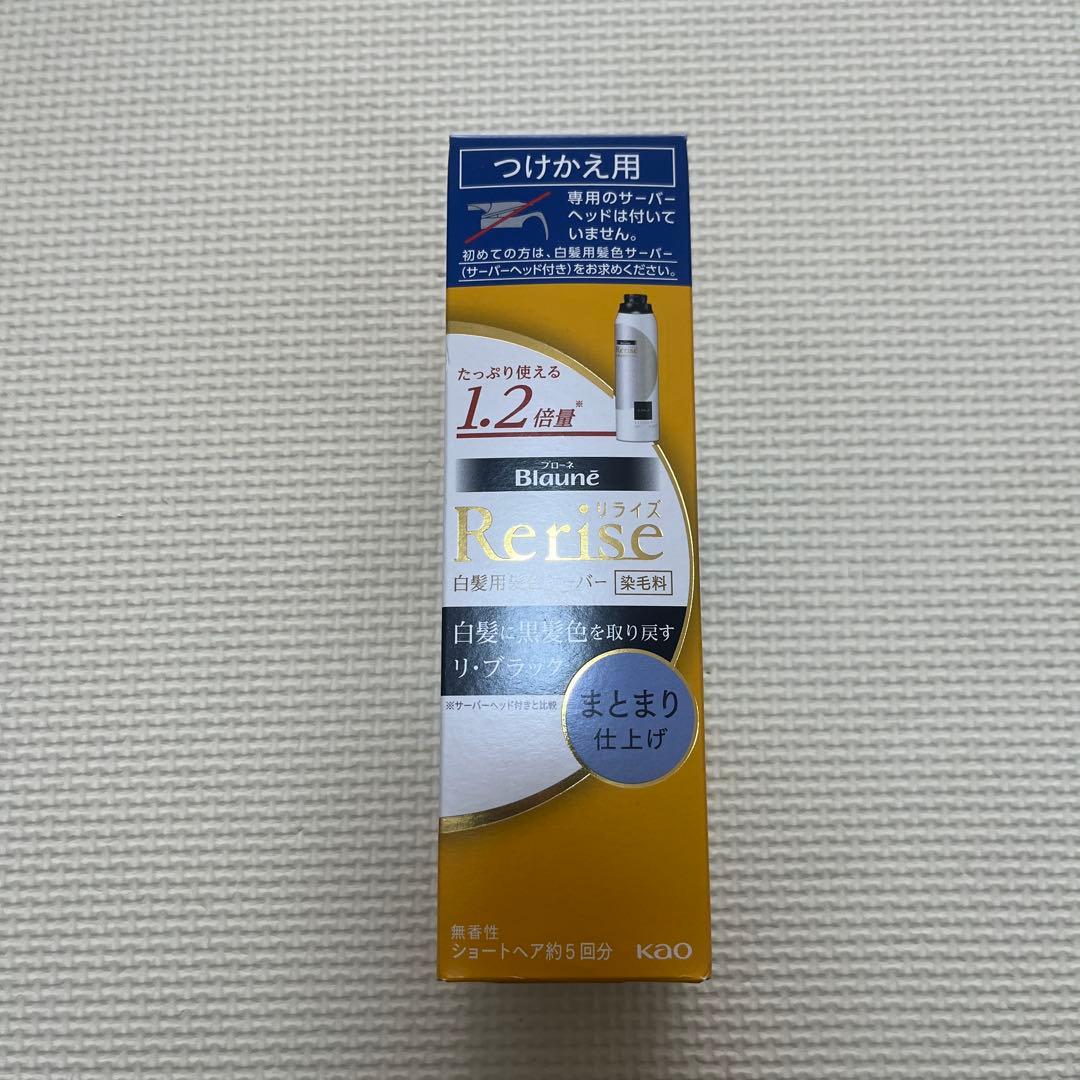 つけかえ用
専用のサーバー
ヘッドは付いて
いません。
初めての方は、白髪用髪色サーバー
(サーバーヘッド付き)をお求めください。
Rerise
たっぷり使える
1.2倍量※
ブローネ
Blaunē
リライズ
Rerise
白髪用髪色サーバー 染毛料
白髪に黒髪色を取り戻す
リ・ブラック
※サーバーヘッド付きと比較
まとまり
仕上げ
無香性
ショートヘア約5回分
Kao